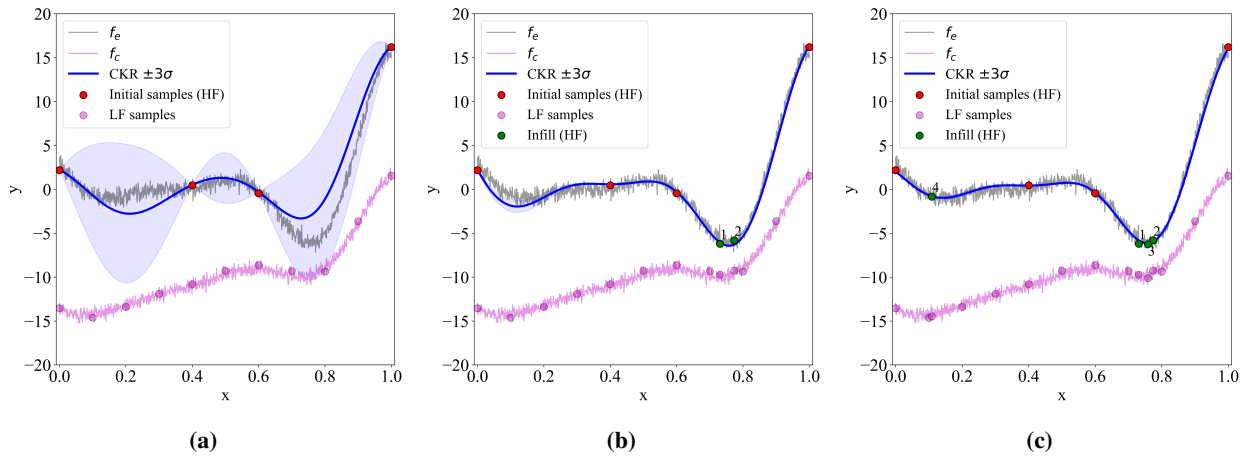 20
15
10
5
0
−5
−10
−15
−20
y
0.0 0.2 0.4 0.6 0.8 1.0
x
f_e
f_c
CKR ±3σ
Initial samples (HF)
LF samples
(a)
20
15
10
5
0
−5
−10
−15
−20
y
0.0 0.2 0.4 0.6 0.8 1.0
x
f_e
f_c
CKR ±3σ
Initial samples (HF)
LF samples
Infill (HF)
1 2
(b)
20
15
10
5
0
−5
−10
−15
−20
y
0.0 0.2 0.4 0.6 0.8 1.0
x
f_e
f_c
CKR ±3σ
Initial samples (HF)
LF samples
Infill (HF)
4
1 2
3
(c)